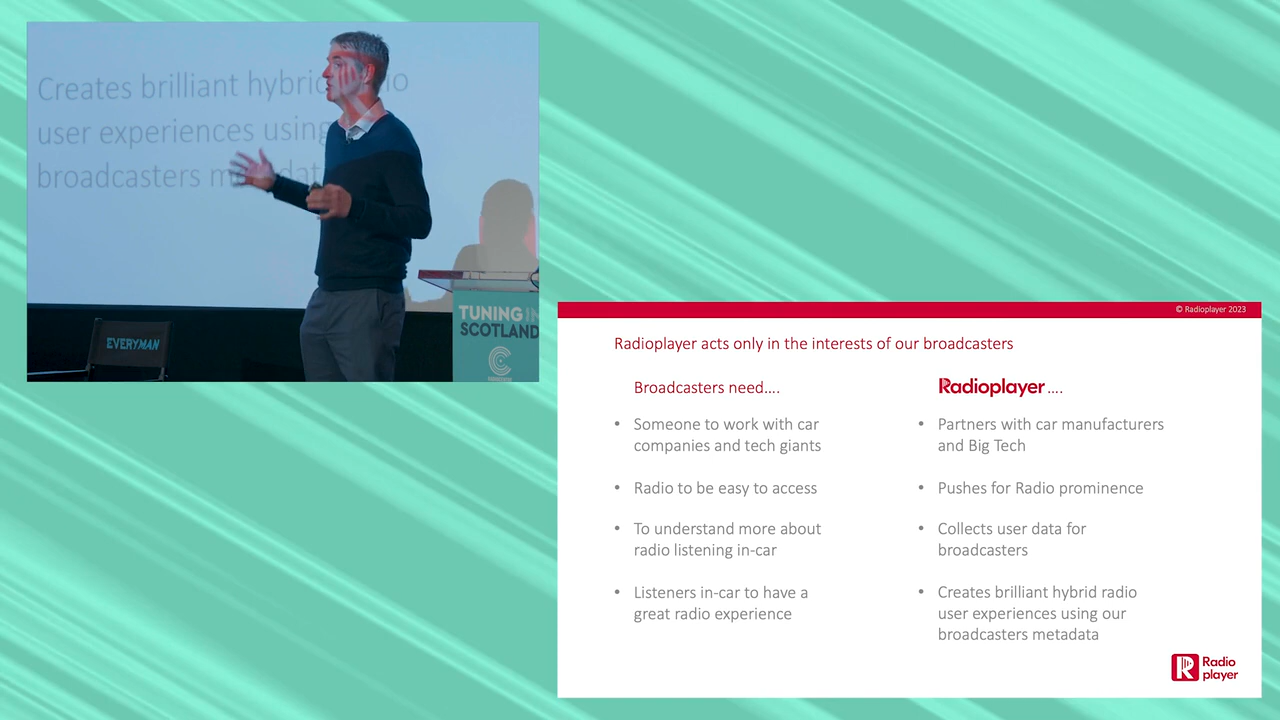 Creates brilliant hybrid radio
user experiences using
broadcasters metadata
EVERYMAN
TUNING IN
SCOTLAND
© Radioplayer 2023
Radioplayer acts only in the interests of our broadcasters
Broadcasters need....
• Someone to work with car
companies and tech giants
• Radio to be easy to access
• To understand more about
radio listening in-car
• Listeners in-car to have a
great radio experience
Radioplayer ....
• Partners with car manufacturers
and Big Tech
• Pushes for Radio prominence
• Collects user data for
broadcasters
• Creates brilliant hybrid radio
user experiences using our
broadcasters metadata
Radio
player